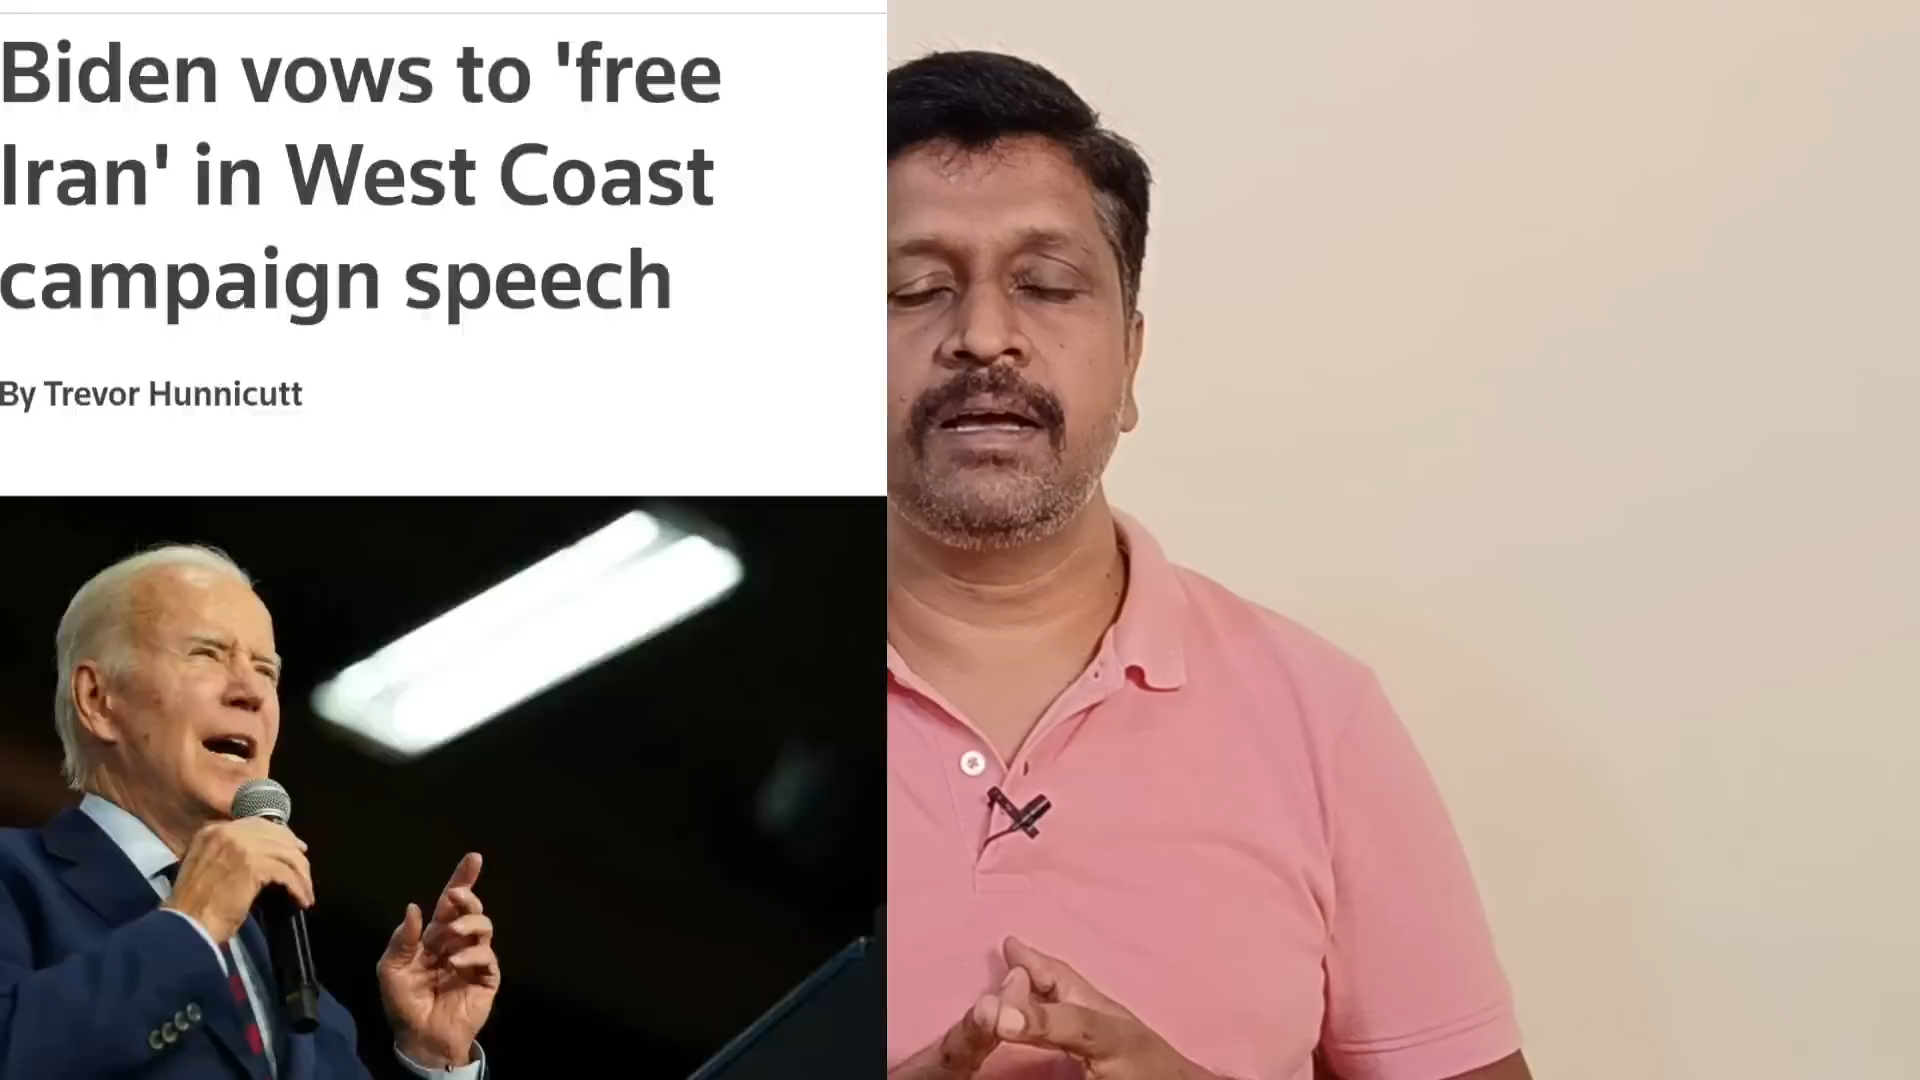 Biden vows to 'free
Iran' in West Coast
campaign speech
By Trevor Hunnicutt